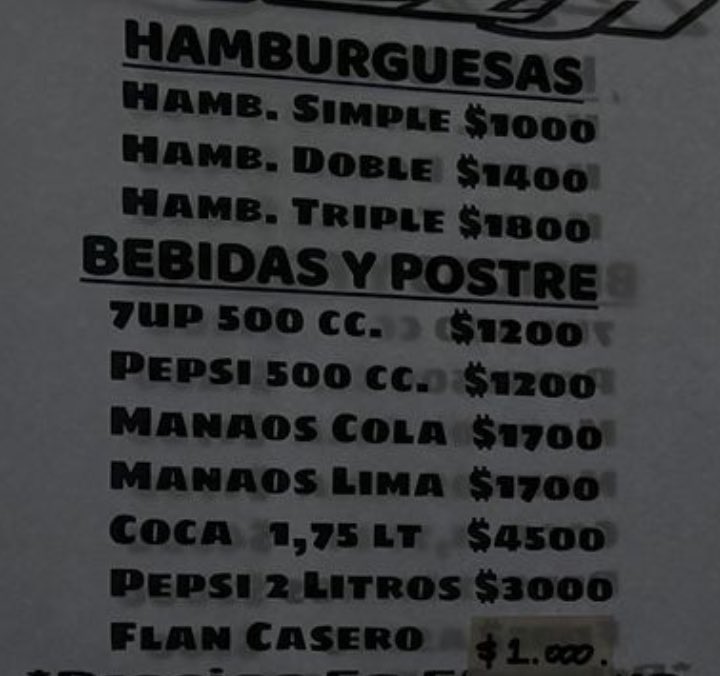 HAMBURGUESAS
HAMB. SIMPLE $1000
HAMB. DOBLE $1400
HAMB. TRIPLE $1800
BEBIDAS Y POSTRE
7UP 500 CC. $1200
PEPSI 500 CC. $1200
MANAOS COLA $1700
MANAOS LIMA $1700
COCA 1,75 LT $4500
PEPSI 2 LITROS $3000
FLAN CASERO $1.000.